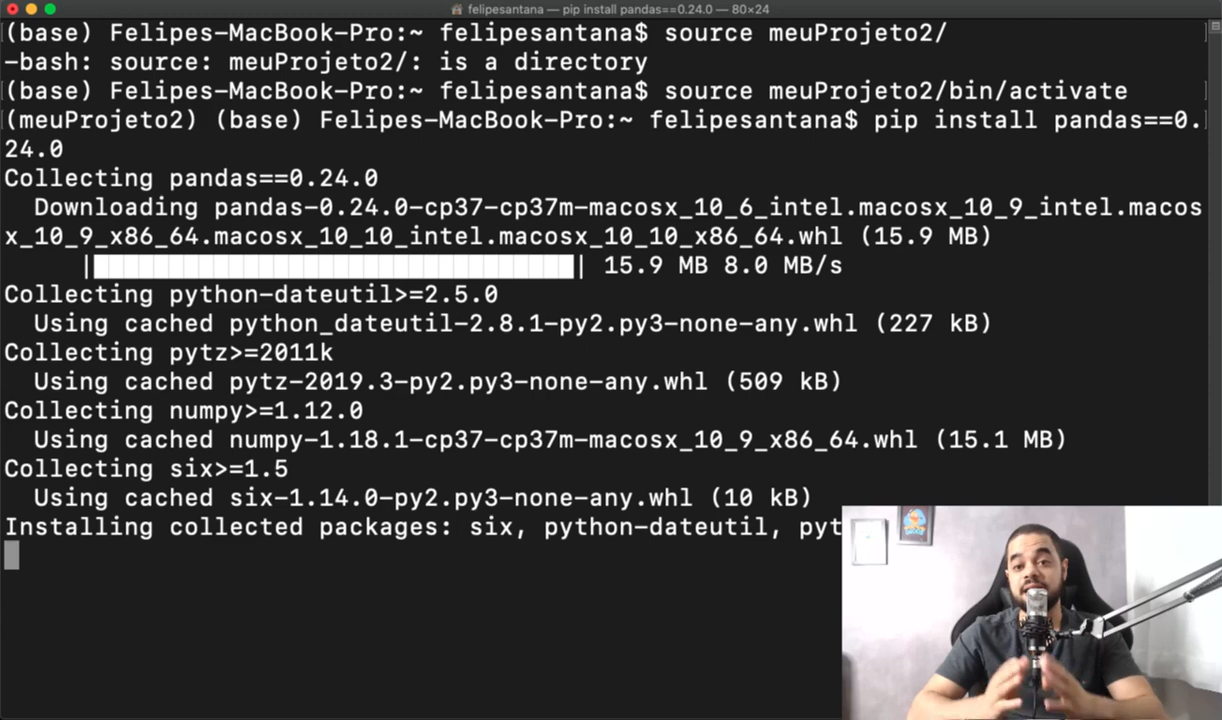 felipesantana — pip install pandas==0.24.0 — 80×24
(base) Felipes-MacBook-Pro:~ felipesantana$ source meuProjeto2/
-bash: source: meuProjeto2/: is a directory
(base) Felipes-MacBook-Pro:~ felipesantana$ source meuProjeto2/bin/activate
(meuProjeto2) (base) Felipes-MacBook-Pro:~ felipesantana$ pip install pandas==0.
24.0
Collecting pandas==0.24.0
Downloading pandas-0.24.0-cp37-cp37m-macosx_10_6_intel.macosx_10_9_intel.macos
x_10_9_x86_64.macosx_10_10_intel.macosx_10_10_x86_64.whl (15.9 MB)
15.9 MB 8.0 MB/s
Collecting python-dateutil>=2.5.0
Using cached python_dateutil-2.8.1-py2.py3-none-any.whl (227 kB)
Collecting pytz>=2011k
Using cached pytz-2019.3-py2.py3-none-any.whl (509 kB)
Collecting numpy>=1.12.0
Using cached numpy-1.18.1-cp37-cp37m-macosx_10_9_x86_64.whl (15.1 MB)
Collecting six>=1.5
Using cached six-1.14.0-py2.py3-none-any.whl (10 kB)
Installing collected packages: six, python-dateutil, pyt